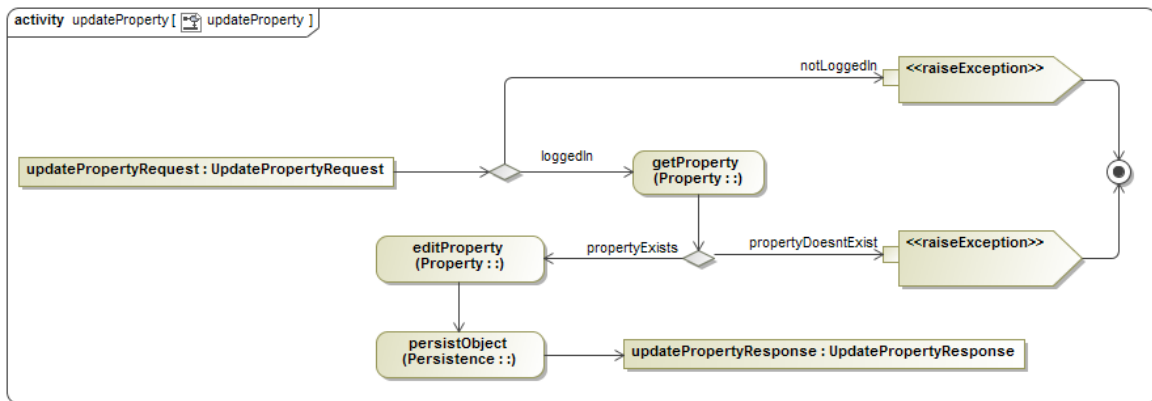 activity updateProperty [ updateProperty ]
notLoggedIn
<<raiseException>>
updatePropertyRequest : UpdatePropertyRequest
loggedIn
getProperty
(Property : :)
editProperty
(Property : :)
propertyExists
propertyDoesntExist
<<raiseException>>
persistObject
(Persistence : :)
updatePropertyResponse : UpdatePropertyResponse